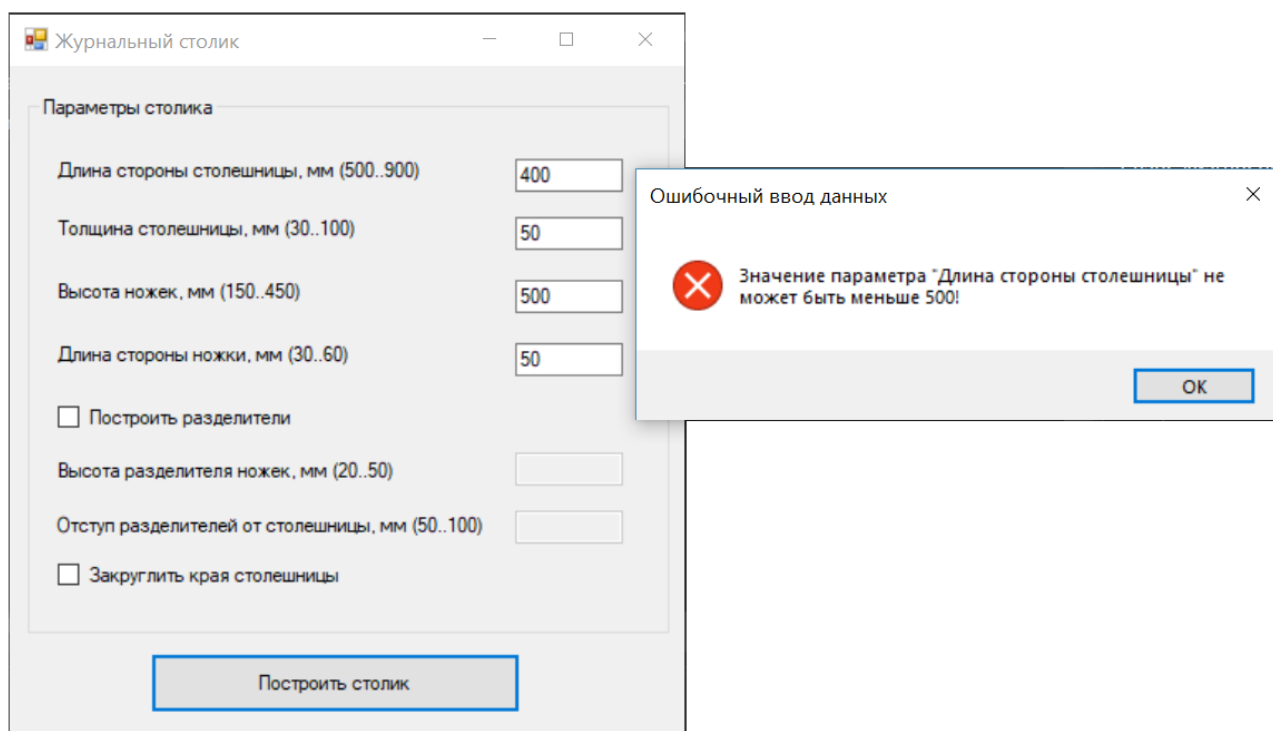 Журнальный столик
Параметры столика
Длина стороны столешницы, мм (500..900)
400
Толщина столешницы, мм (30..100)
50
Высота ножек, мм (150..450)
500
Длина стороны ножки, мм (30..60)
50
Построить разделители
Высота разделителя ножек, мм (20..50)
Отступ разделителей от столешницы, мм (50..100)
Закруглить края столешницы
Построить столик
Ошибочный ввод данных
Значение параметра "Длина стороны столешницы" не
может быть меньше 500!
OK